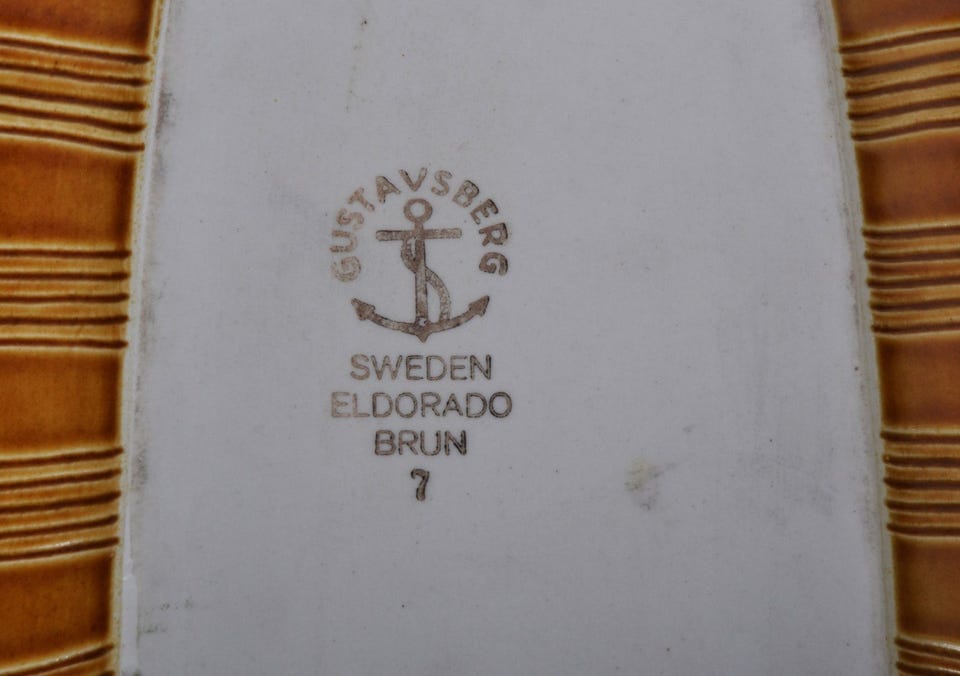 GUSTAVSBERG
SWEDEN
ELDORADO
BRUN
7